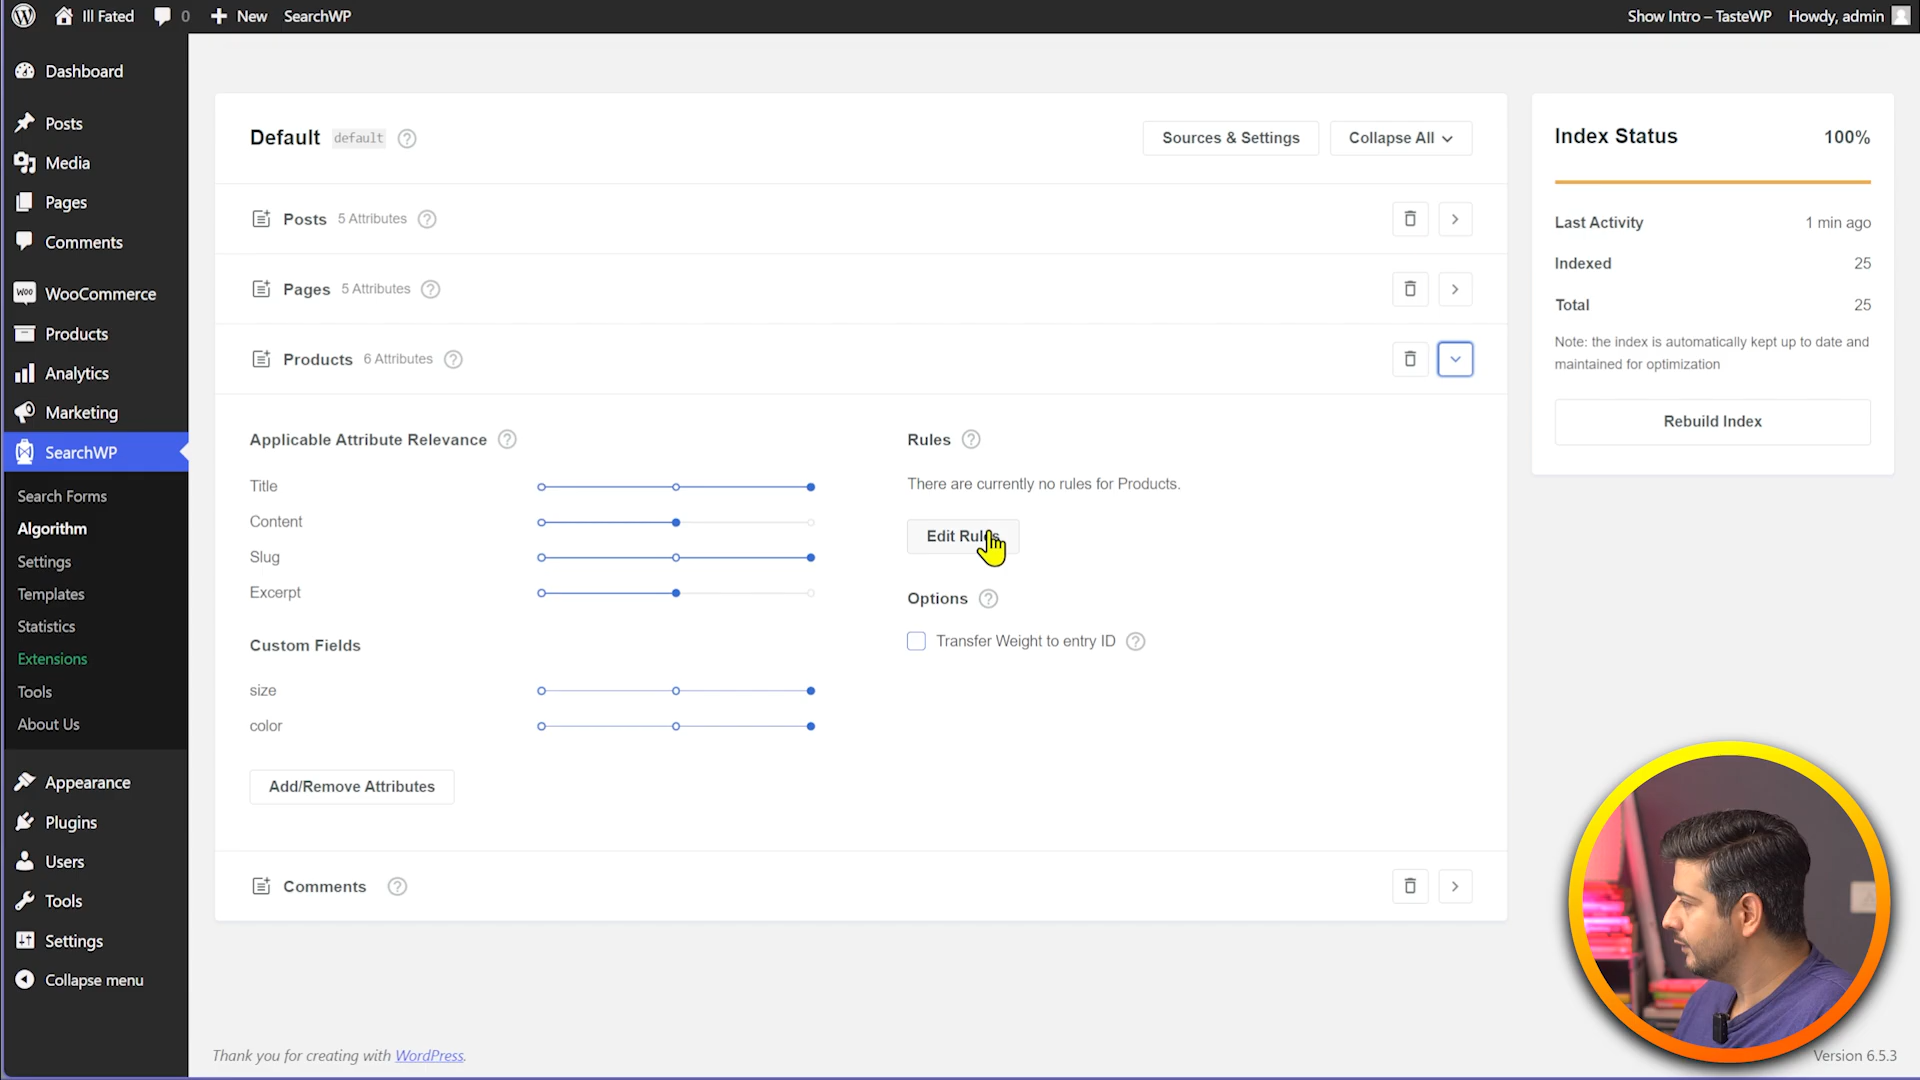 Ill Fated
0
New
SearchWP
Show Intro – TasteWP
Howdy, admin
Dashboard
Posts
Media
Pages
Comments
WooCommerce
Products
Analytics
Marketing
SearchWP
Search Forms
Algorithm
Settings
Templates
Statistics
Extensions
Tools
About Us
Appearance
Plugins
Users
Tools
Settings
Collapse menu
Default default ?
Sources & Settings
Collapse All
Posts 5 Attributes ?
Pages 5 Attributes ?
Products 6 Attributes ?
Applicable Attribute Relevance ?
Title
Content
Slug
Excerpt
Custom Fields
size
color
Add/Remove Attributes
Rules ?
There are currently no rules for Products.
Edit Rules
Options ?
Transfer Weight to entry ID ?
Comments ?
Index Status 100%
Last Activity 1 min ago
Indexed 25
Total 25
Note: the index is automatically kept up to date and
maintained for optimization
Rebuild Index
Thank you for creating with WordPress.
Version 6.5.3